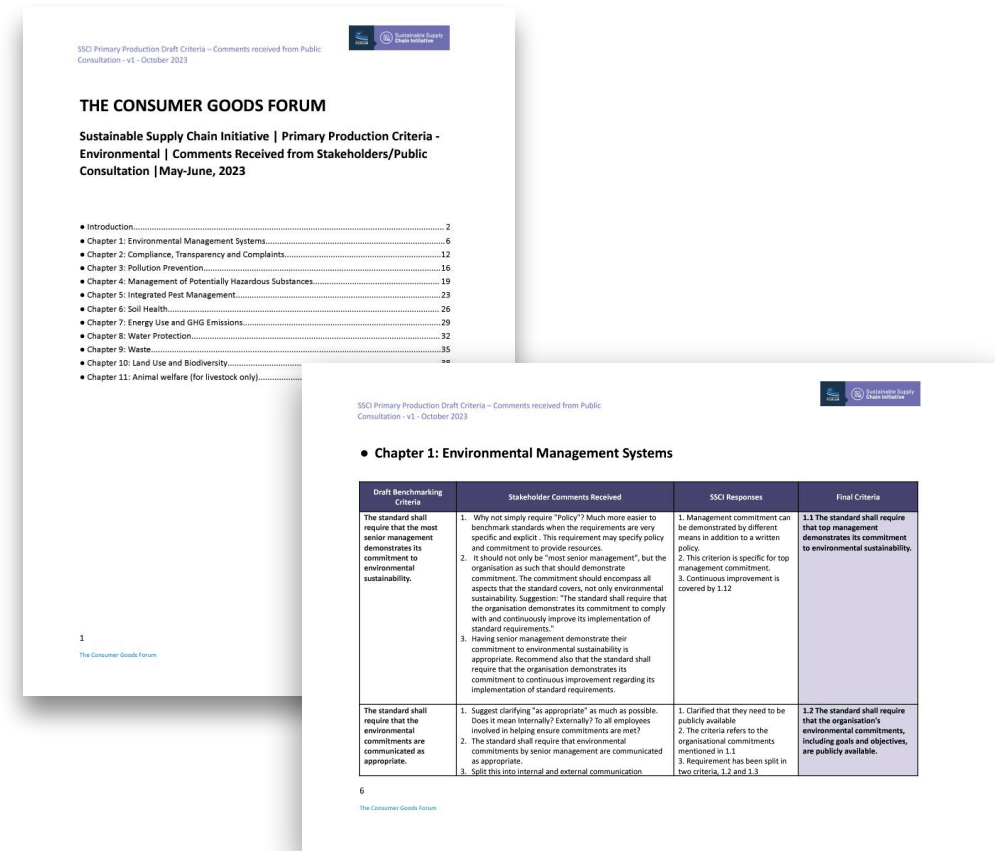 SSCI Primary Production Draft Criteria – Comments received from Public
Consultation - v1 - October 2023
FORUM
Sustainable Supply
Chain Initiative
THE CONSUMER GOODS FORUM
Sustainable Supply Chain Initiative | Primary Production Criteria -
Environmental | Comments Received from Stakeholders/Public
Consultation |May-June, 2023
● Introduction 2
● Chapter 1: Environmental Management Systems 6
● Chapter 2: Compliance, Transparency and Complaints 12
● Chapter 3: Pollution Prevention 16
● Chapter 4: Management of Potentially Hazardous Substances 19
● Chapter 5: Integrated Pest Management 23
● Chapter 6: Soil Health 26
● Chapter 7: Energy Use and GHG Emissions 29
● Chapter 8: Water Protection 32
● Chapter 9: Waste 35
● Chapter 10: Land Use and Biodiversity
● Chapter 11: Animal welfare (for livestock only)
1
The Consumer Goods Forum
SSCI Primary Production Draft Criteria – Comments received from Public
Consultation - v1 - October 2023
FORUM
Sustainable Supply
Chain Initiative
● Chapter 1: Environmental Management Systems
Draft Benchmarking
Criteria
Stakeholder Comments Received
SSCI Responses
Final Criteria
The standard shall
require that the most
senior management
demonstrates its
commitment to
environmental
sustainability.
1. Why not simply require "Policy"? Much more easier to
benchmark standards when the requirements are very
specific and explicit . This requirement may specify policy
and commitment to provide resources.
2. It should not only be "most senior management", but the
organisation as such that should demonstrate
commitment. The commitment should encompass all
aspects that the standard covers, not only environmental
sustainability. Suggestion: "The standard shall require that
the organisation demonstrates its commitment to comply
with and continuously improve its implementation of
standard requirements."
3. Having senior management demonstrate their
commitment to environmental sustainability is
appropriate. Recommend also that the standard shall
require that the organisation demonstrates its
commitment to continuous improvement regarding its
implementation of standard requirements.
1. Management commitment can
be demonstrated by different
means in addition to a written
policy.
2. This criterion is specific for top
management commitment.
3. Continuous improvement is
covered by 1.12
1.1 The standard shall require
that top management
demonstrates its commitment
to environmental sustainability.
The standard shall
require that the
environmental
commitments are
communicated as
appropriate.
1. Suggest clarifying "as appropriate" as much as possible.
Does it mean Internally? Externally? To all employees
involved in helping ensure commitments are met?
2. The standard shall require that environmental
commitments by senior management are communicated
as appropriate.
3. Split this into internal and external communication
1. Clarified that they need to be
publicly available
2. The criteria refers to the
organisational commitments
mentioned in 1.1
3. Requirement has been split in
two criteria, 1.2 and 1.3
1.2 The standard shall require
that the organisation's
environmental commitments,
including goals and objectives,
are publicly available.
6
The Consumer Goods Forum